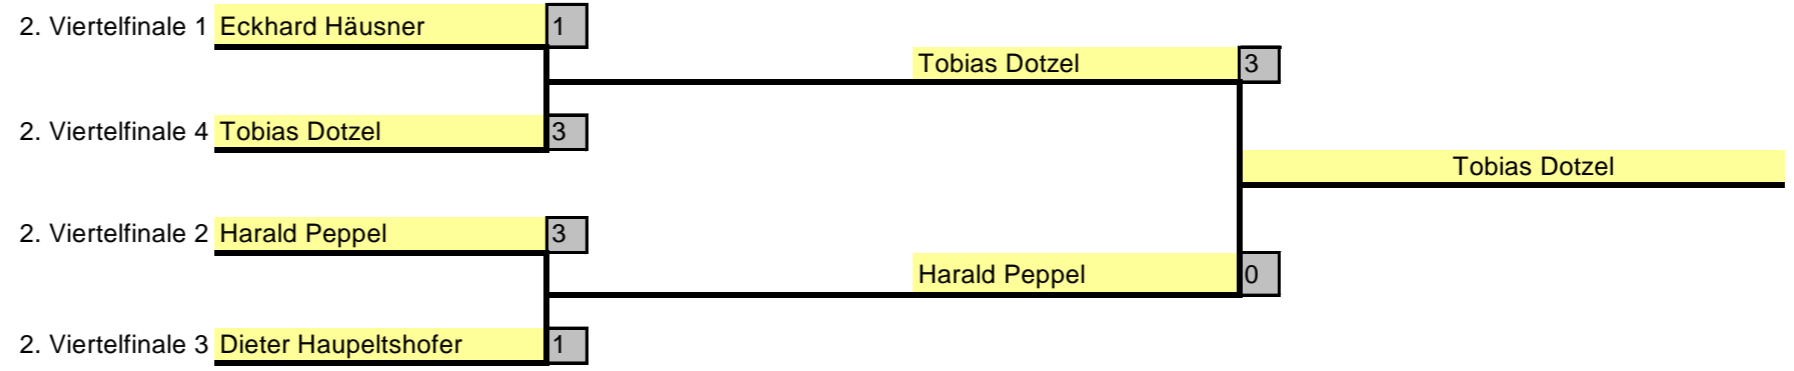 2. Viertelfinale 1 Eckhard Häusner 1
Tobias Dotzel 3
2. Viertelfinale 4 Tobias Dotzel 3
Tobias Dotzel
2. Viertelfinale 2 Harald Peppel 3
Harald Peppel 0
2. Viertelfinale 3 Dieter Haupeltshofer 1